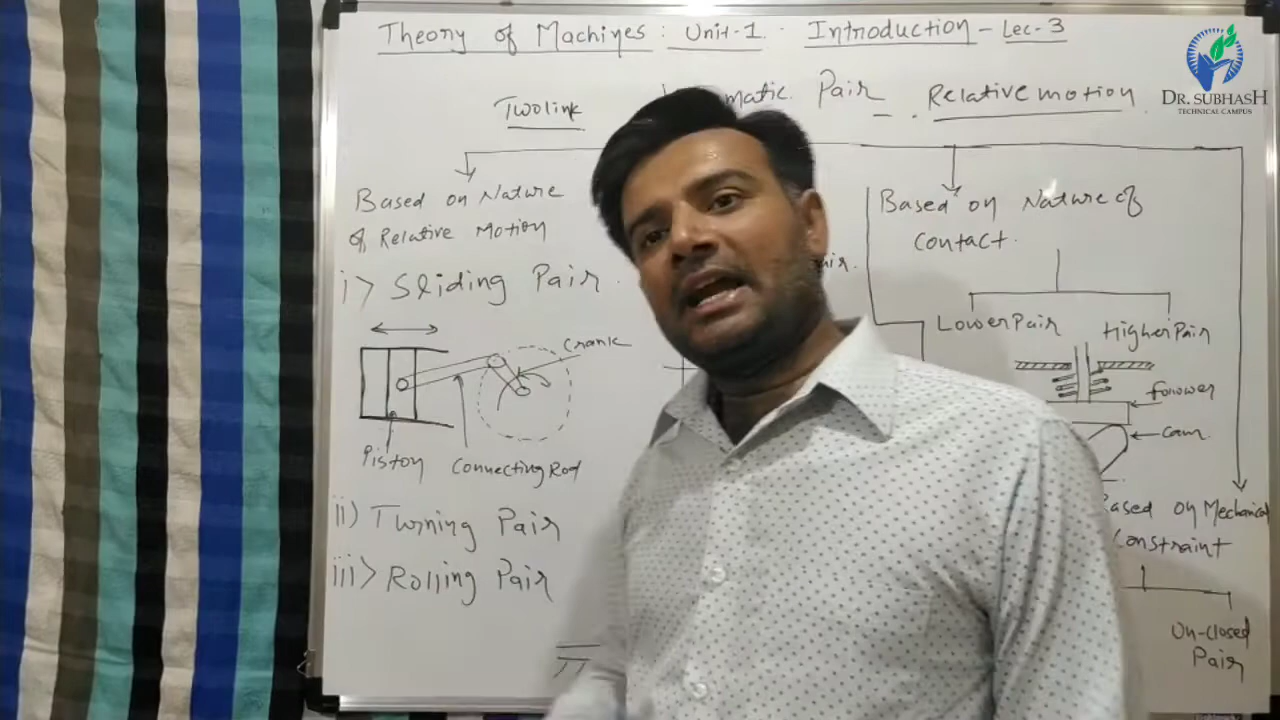 Theory of Machines : Unit-1 . Introduction - Lec-3
DR. SUBHASH
TECHNICAL CAMPUS
Two link
Pair - . Relative motion
Based on Nature
of Relative Motion
i> Sliding Pair .
Crank
Piston
Connecting Rod
ii) Turning Pair
iii> Rolling Pair
Based on Nature of
contact .
Lower Pair
Higher Pair
follower
cam
on Mechanical
Constraint
Un-closed
Pair